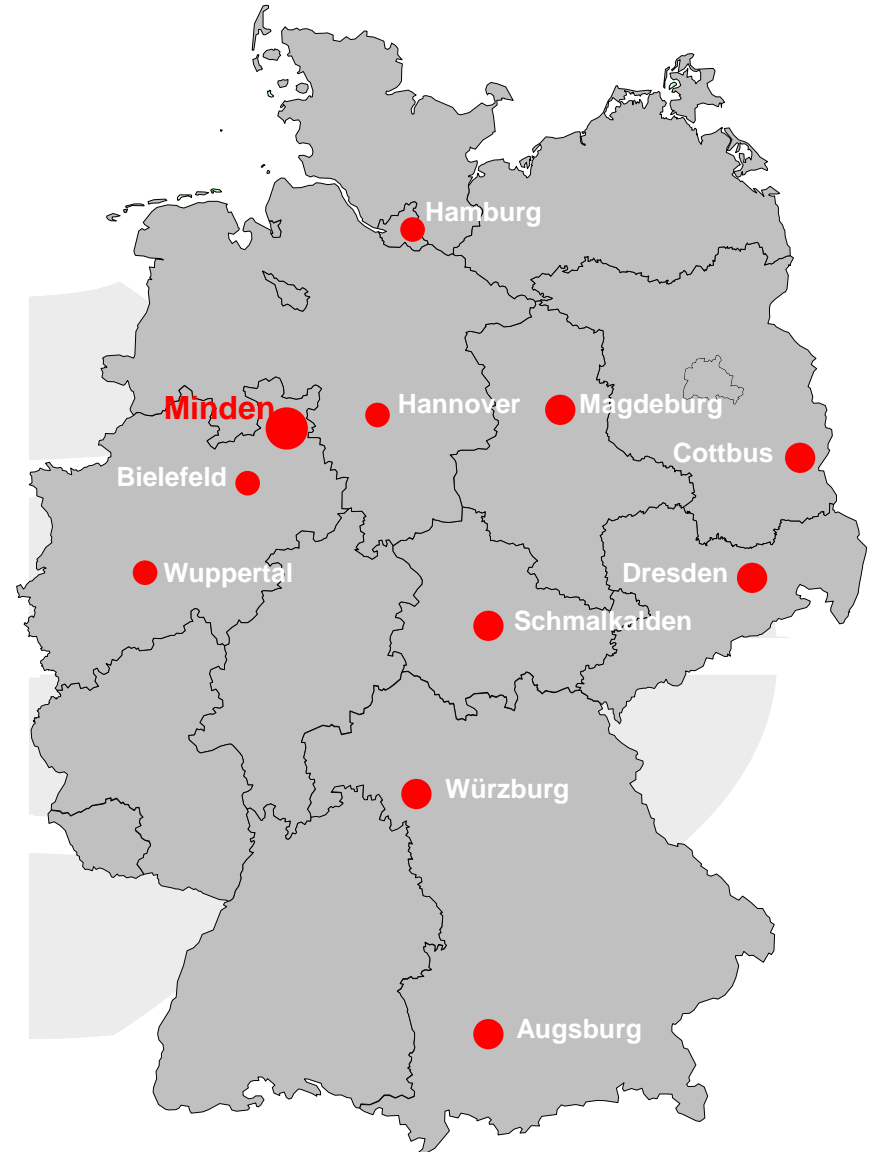 Hamburg
Minden
Hannover
Magdeburg
Cottbus
Bielefeld
Wuppertal
Dresden
Schmalkalden
Würzburg
Augsburg